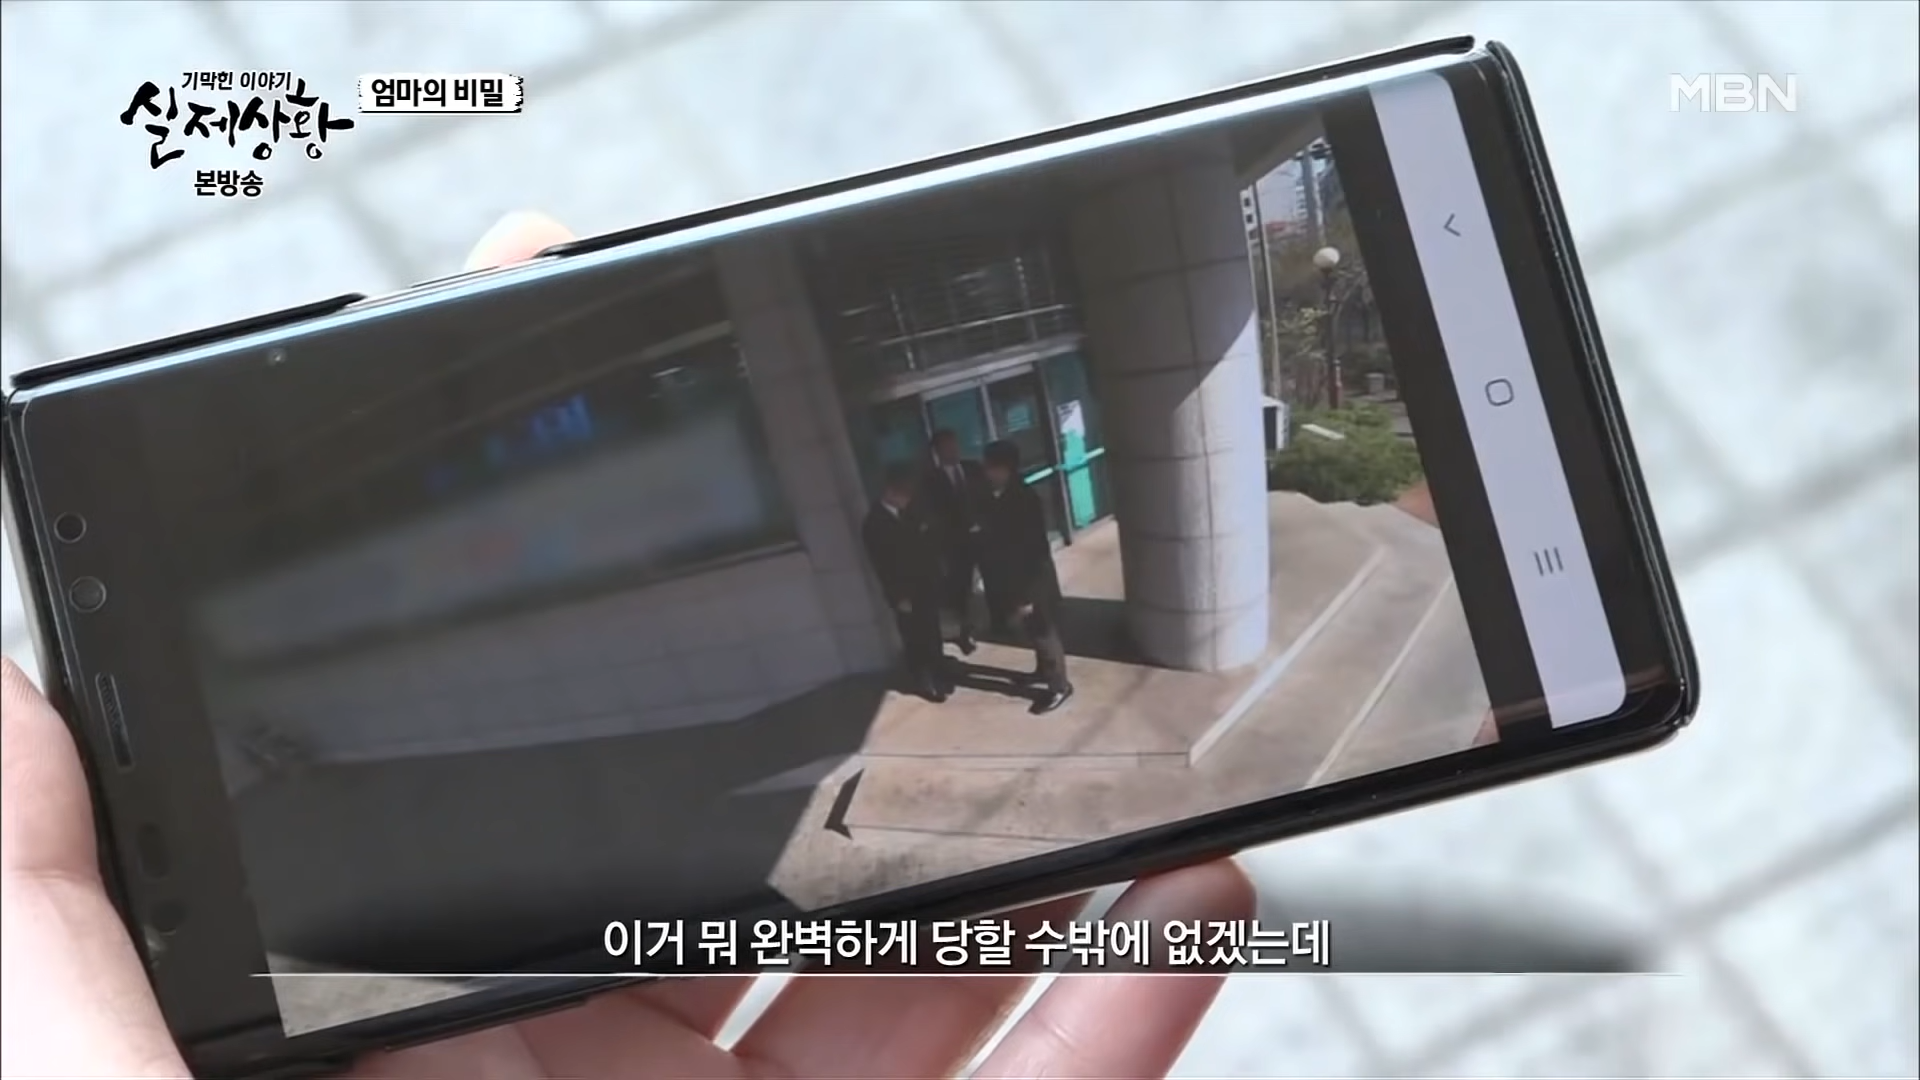 기막힌 이야기
실제상황
본방송
엄마의 비밀
MBN
이거 뭐 완벽하게 당할 수밖에 없겠는데